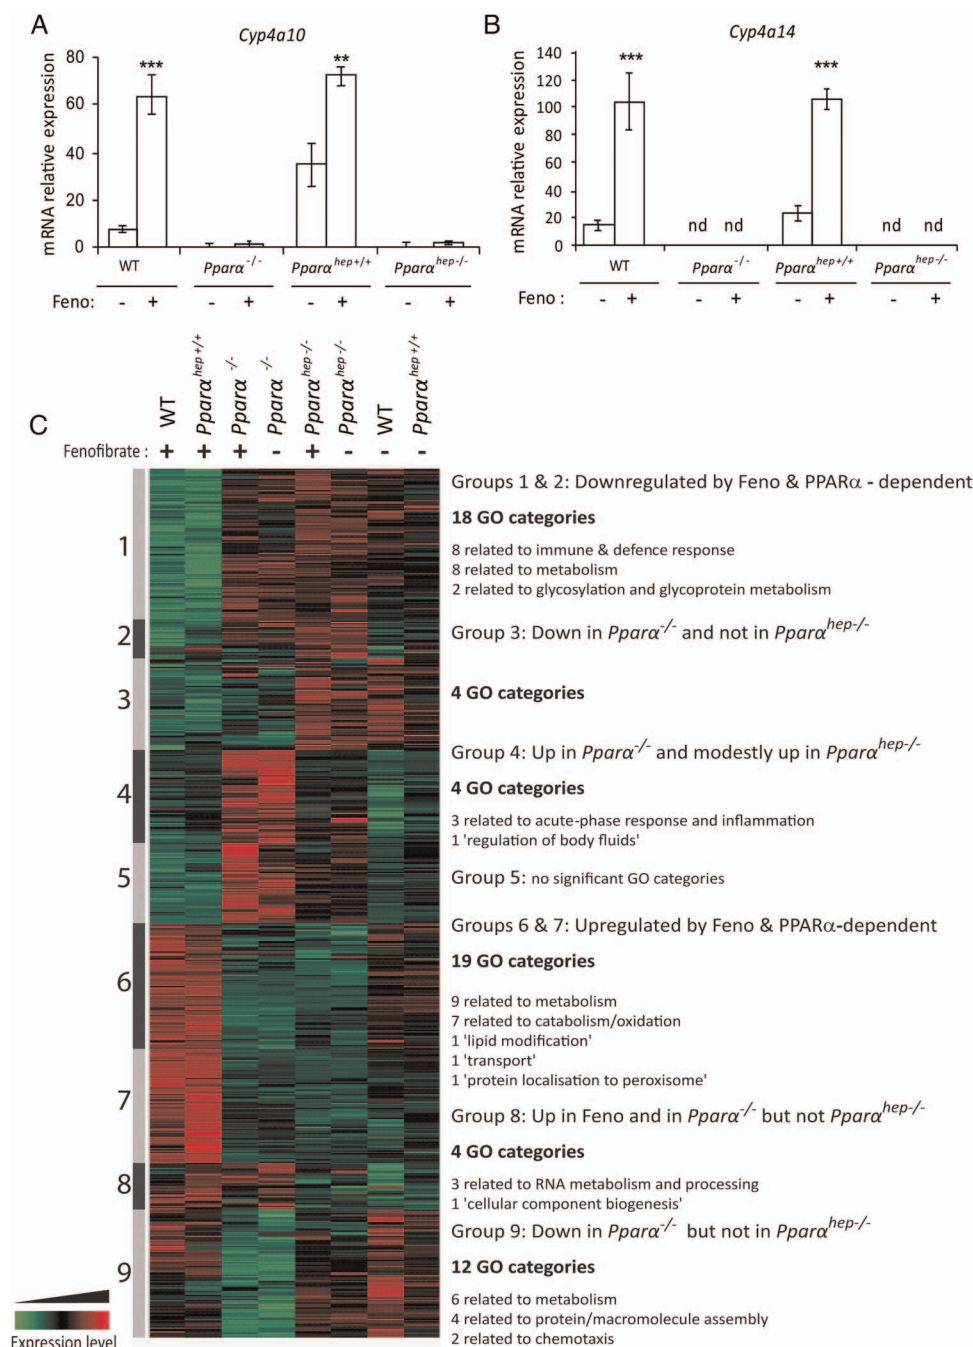 A
Cyp4a10
mRNA relative expression
80
60
40
20
0
***
**
WT
Pparα-/-
Pparαhep+/+
Pparαhep-/-
Feno: - + - + - + - +
B
Cyp4a14
mRNA relative expression
140
120
100
80
60
40
20
0
***
nd nd
***
nd nd
WT
Pparα-/-
Pparαhep+/+
Pparαhep-/-
Feno : - + - + - + - +
C
WT
Pparαhep+/+
Pparα-/-
Pparα-/-
Pparαhep-/-
Pparαhep-/-
WT
Pparαhep+/+
Fenofibrate : + + + - + - - -
1
2
3
4
5
6
7
8
9
Groups 1 & 2: Downregulated by Feno & PPARα - dependent
18 GO categories
8 related to immune & defence response
8 related to metabolism
2 related to glycosylation and glycoprotein metabolism
Group 3: Down in Pparα-/- and not in Pparαhep-/-
4 GO categories
Group 4: Up in Pparα-/- and modestly up in Pparαhep-/-
4 GO categories
3 related to acute-phase response and inflammation
1 'regulation of body fluids'
Group 5: no significant GO categories
Groups 6 & 7: Upregulated by Feno & PPARα-dependent
19 GO categories
9 related to metabolism
7 related to catabolism/oxidation
1 'lipid modification'
1 'transport'
1 'protein localisation to peroxisome'
Group 8: Up in Feno and in Pparα-/- but not Pparαhep-/-
4 GO categories
3 related to RNA metabolism and processing
1 'cellular component biogenesis'
Group 9: Down in Pparα-/- but not in Pparαhep-/-
12 GO categories
6 related to metabolism
4 related to protein/macromolecule assembly
2 related to chemotaxis
Expression level